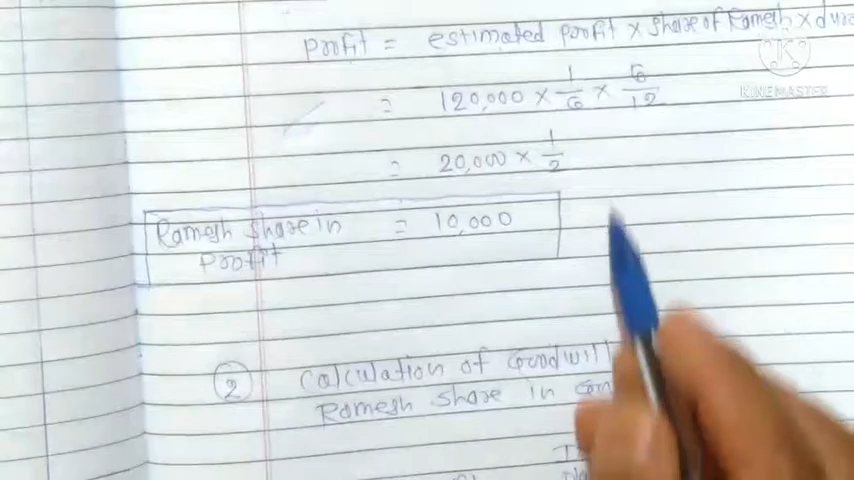 Profit = estimated profit × share of Ramesh ×
K
KINEMASTER
= 120,000 × 1/6 × 6/12
= 20,000 × 1/2
Ramesh share in = 10,000
profit
2 Calculation of Goodwill
Ramesh share in